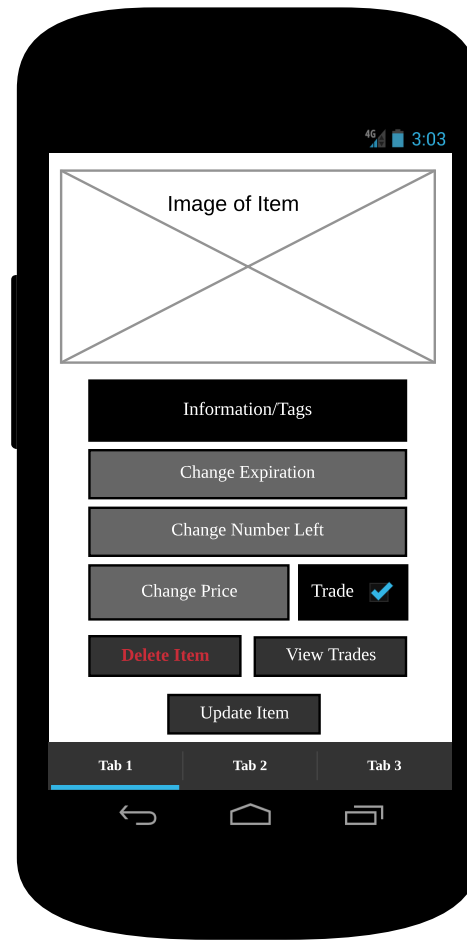 4G 3:03
Image of Item
Information/Tags
Change Expiration
Change Number Left
Change Price Trade
Delete Item View Trades
Update Item
Tab 1 Tab 2 Tab 3